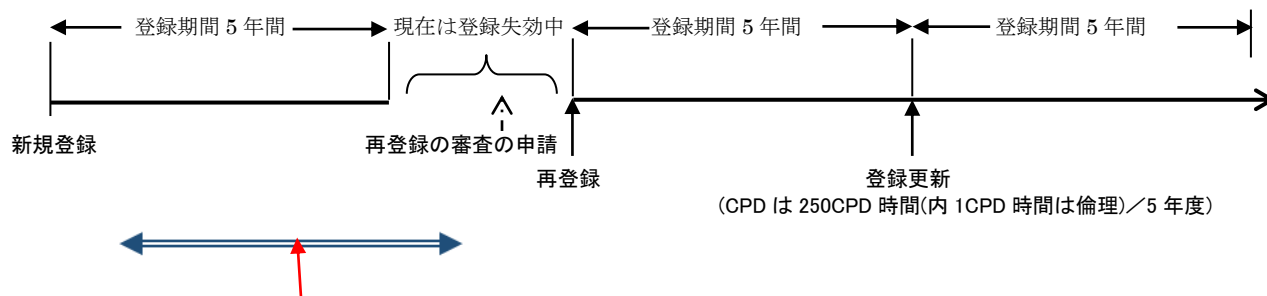 登録期間 5 年間 現在は登録失効中 登録期間 5 年間 登録期間 5 年間
新規登録 再登録の審査の申請
再登録 登録更新
(CPD は 250CPD 時間(内 1CPD 時間は倫理)／5 年度)